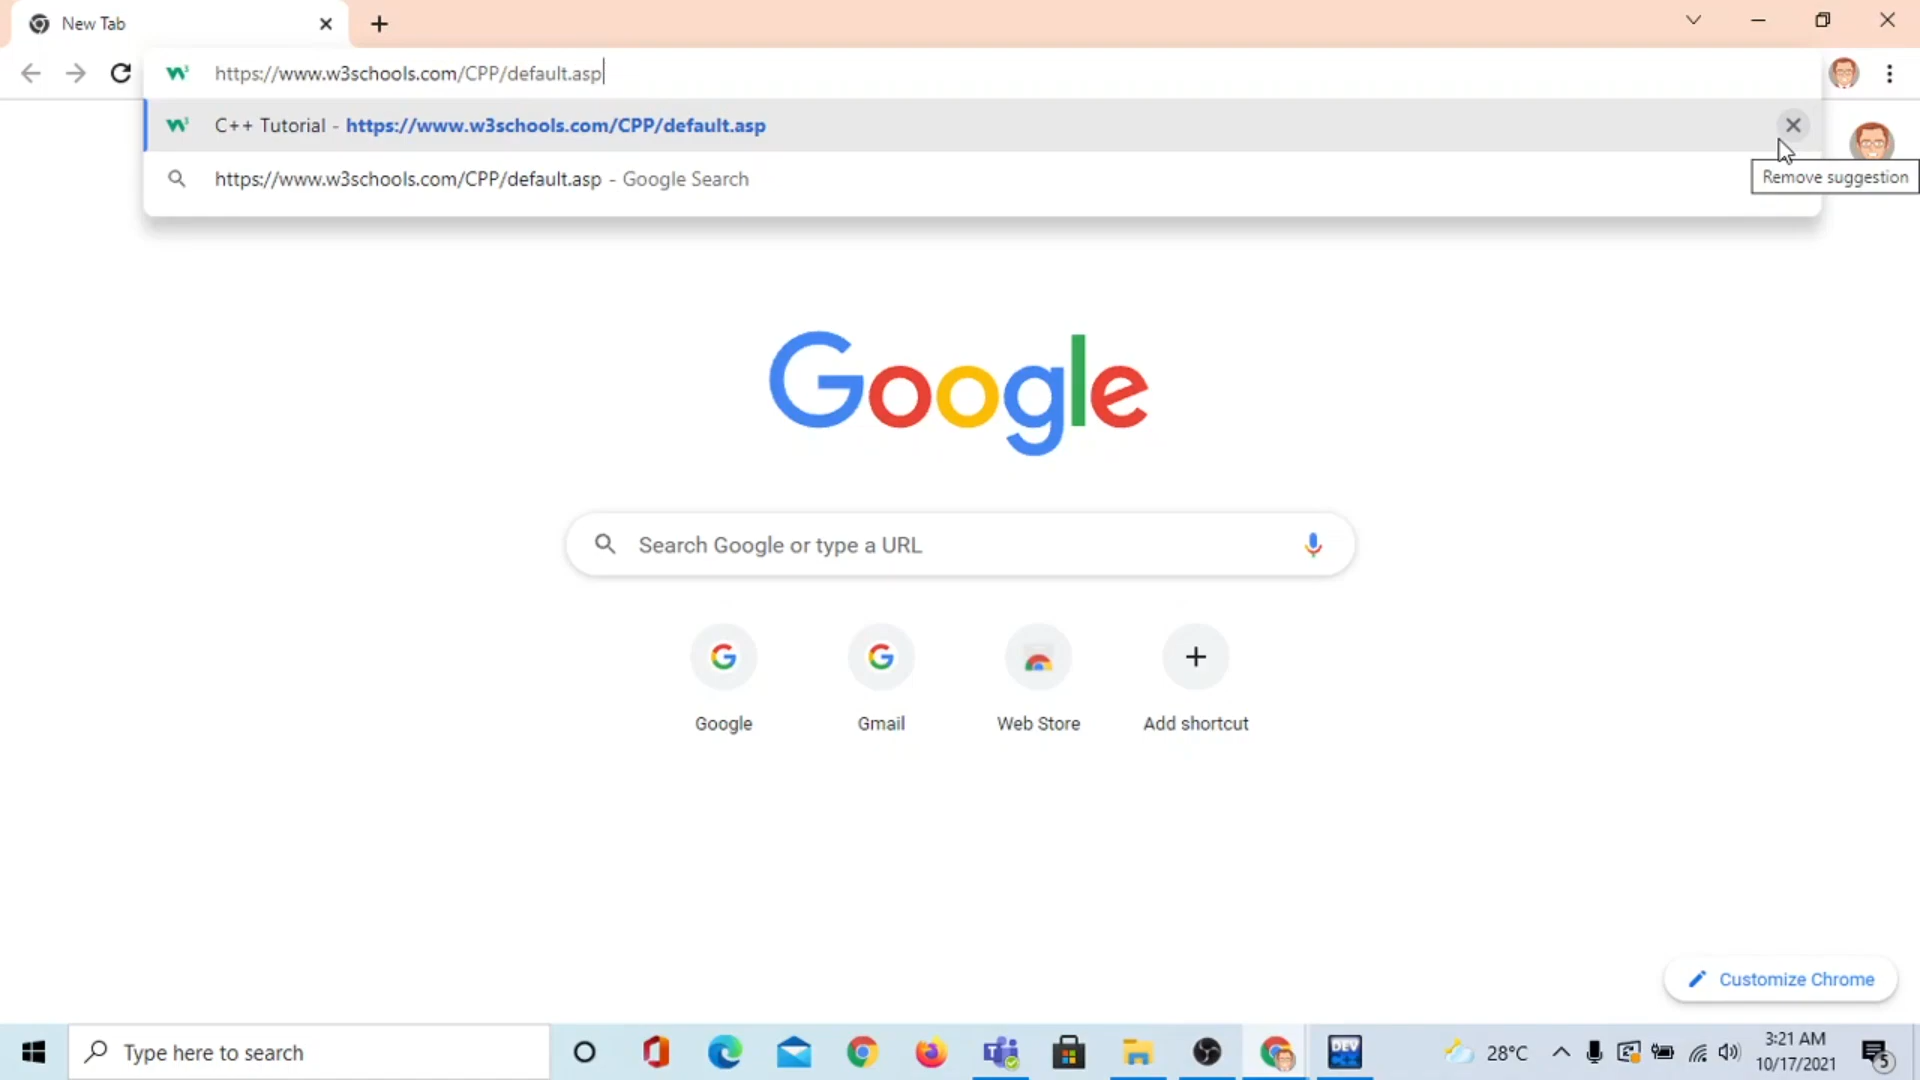 New Tab
https://www.w3schools.com/CPP/default.asp
C++ Tutorial - https://www.w3schools.com/CPP/default.asp
https://www.w3schools.com/CPP/default.asp - Google Search
Remove suggestion
Google
Search Google or type a URL
Google
Gmail
Web Store
Add shortcut
Customize Chrome
Type here to search
DEV C++
28°C
3:21 AM
10/17/2021
5